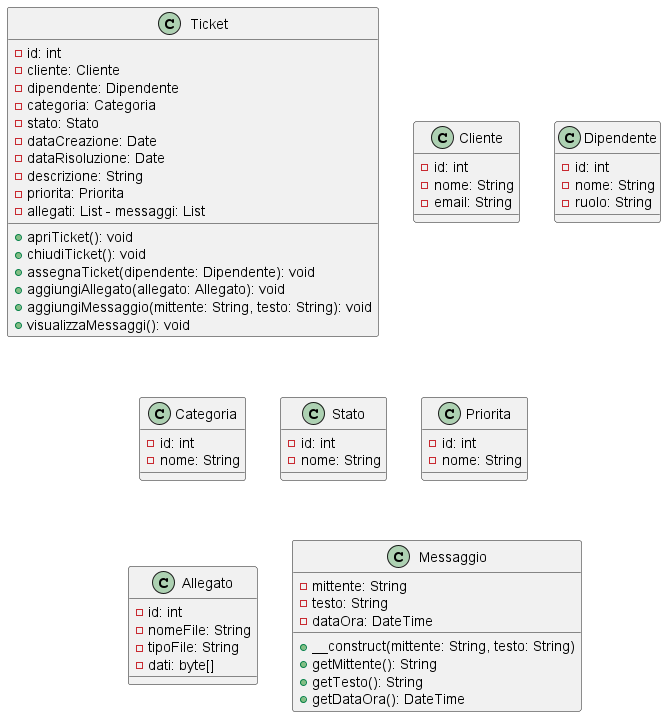 C Ticket
id: int
cliente: Cliente
dipendente: Dipendente
categoria: Categoria
stato: Stato
dataCreazione: Date
dataRisoluzione: Date
descrizione: String
priorita: Priorita
allegati: List - messaggi: List
apriTicket(): void
chiudiTicket(): void
assegnaTicket(dipendente: Dipendente): void
aggiungiAllegato(allegato: Allegato): void
aggiungiMessaggio(mittente: String, testo: String): void
visualizzaMessaggi(): void
C Cliente
id: int
nome: String
email: String
C Dipendente
id: int
nome: String
ruolo: String
C Categoria
id: int
nome: String
C Stato
id: int
nome: String
C Priorita
id: int
nome: String
C Allegato
id: int
nomeFile: String
tipoFile: String
dati: byte[]
C Messaggio
mittente: String
testo: String
dataOra: DateTime
__construct(mittente: String, testo: String)
getMittente(): String
getTesto(): String
getDataOra(): DateTime